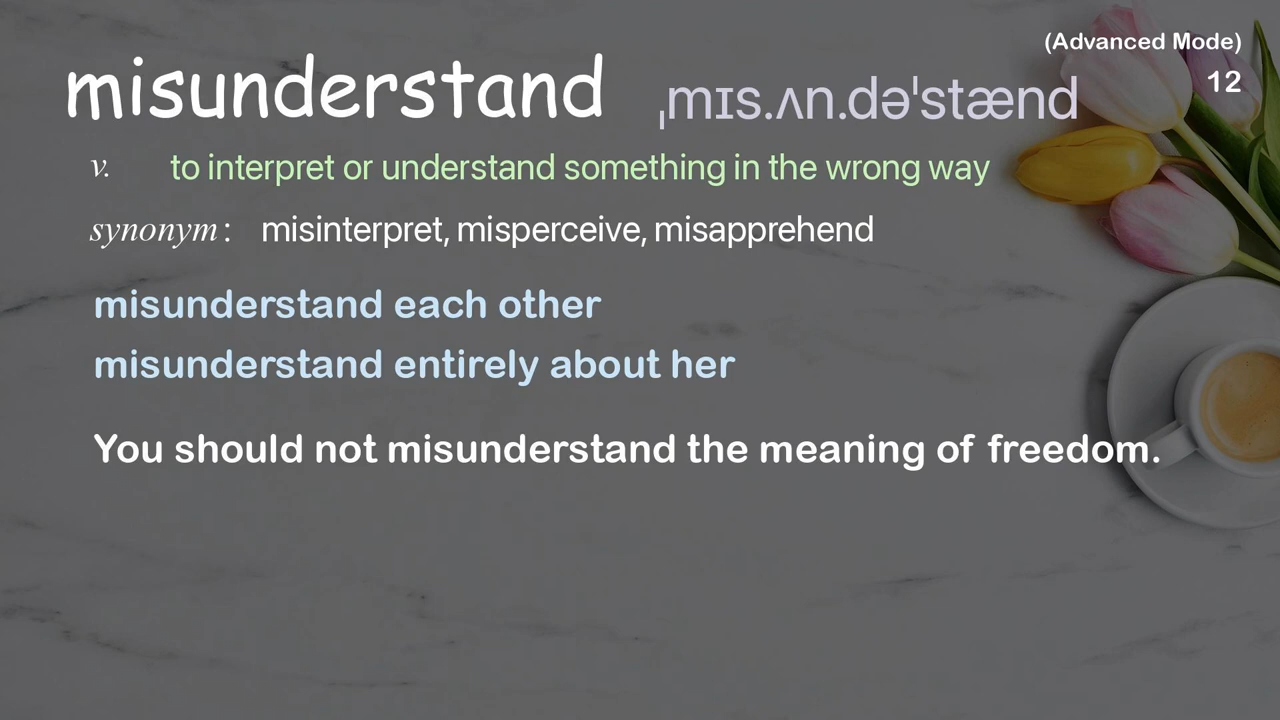 (Advanced Mode)
misunderstand ˌmɪs.ʌn.dəˈstænd 12
v. to interpret or understand something in the wrong way
synonym: misinterpret, misperceive, misapprehend
misunderstand each other
misunderstand entirely about her
You should not misunderstand the meaning of freedom.